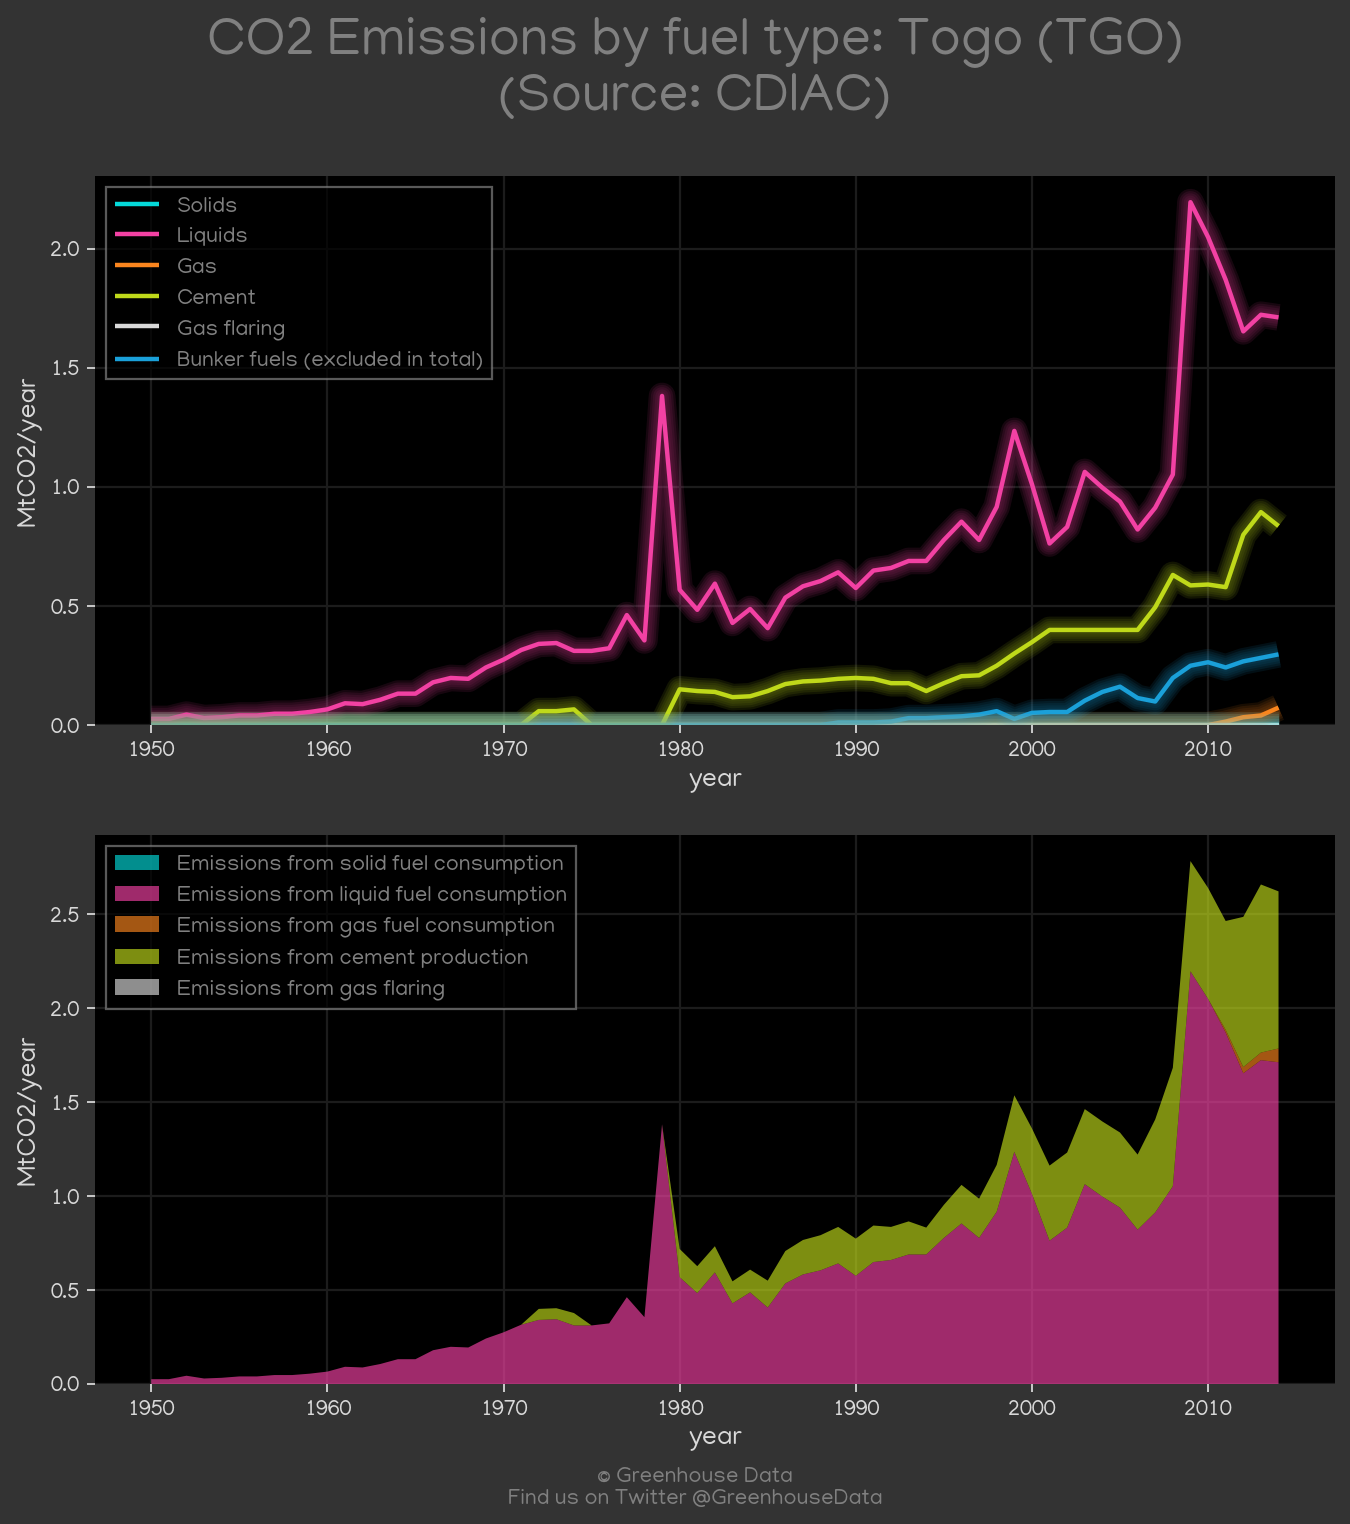 CO2 Emissions by fuel type: Togo (TGO)
(Source: CDIAC)
Solids
Liquids
Gas
Cement
Gas flaring
Bunker fuels (excluded in total)
2.0
1.5
1.0
0.5
0.0
MtCO2/year
1950 1960 1970 1980 1990 2000 2010
year
Emissions from solid fuel consumption
Emissions from liquid fuel consumption
Emissions from gas fuel consumption
Emissions from cement production
Emissions from gas flaring
2.5
2.0
1.5
1.0
0.5
0.0
MtCO2/year
1950 1960 1970 1980 1990 2000 2010
year
© Greenhouse Data
Find us on Twitter @GreenhouseData